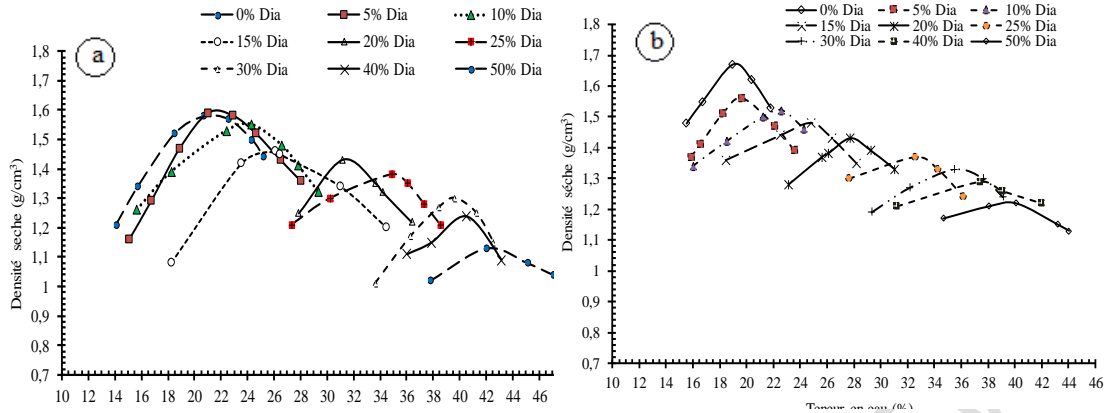 a
0% Dia 5% Dia 10% Dia
15% Dia 20% Dia 25% Dia
30% Dia 40% Dia 50% Dia
Densité seche (g/cm³)
1,8
1,7
1,6
1,5
1,4
1,3
1,2
1,1
1
0,9
0,8
0,7
10 12 14 16 18 20 22 24 26 28 30 32 34 36 38 40 42 44 46
b
0% Dia 5% Dia 10% Dia
15% Dia 20% Dia 25% Dia
30% Dia 40% Dia 50% Dia
Densité séche (g/cm³)
1,8
1,7
1,6
1,5
1,4
1,3
1,2
1,1
1
0,9
0,8
0,7
10 12 14 16 18 20 22 24 26 28 30 32 34 36 38 40 42 44 46
Teneur en eau (%)